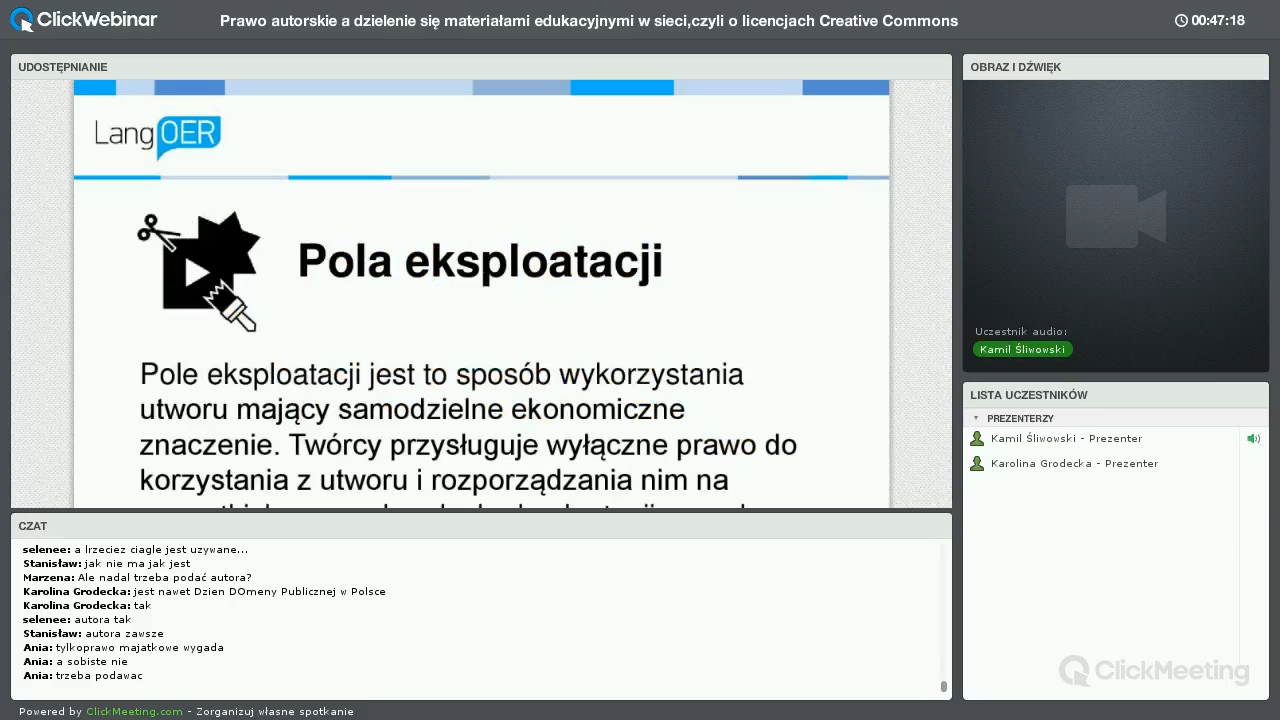 ClickWebinar
Prawo autorskie a dzielenie się materiałami edukacyjnymi w sieci,czyli o licencjach Creative Commons
00:47:18
UDOSTĘPNIANIE
LangOER
Pola eksploatacji
Pole eksploatacji jest to sposób wykorzystania
utworu mający samodzielne ekonomiczne
znaczenie. Twórcy przysługuje wyłączne prawo do
korzystania z utworu i rozporządzania nim na
OBRAZ I DŹWIĘK
Uczestnik audio:
Kamil Śliwowski
LISTA UCZESTNIKÓW
PREZENTERZY
Kamil Śliwowski - Prezenter
Karolina Grodecka - Prezenter
CZAT
selenee: a lrzeciez ciagle jest uzywane...
Stanisław: jak nie ma jak jest
Marzena: Ale nadal trzeba podać autora?
Karolina Grodecka: jest nawet Dzien DOmeny Publicznej w Polsce
Karolina Grodecka: tak
selenee: autora tak
Stanisław: autora zawsze
Ania: tylkoprawo majatkowe wygada
Ania: a sobiste nie
Ania: trzeba podawac
ClickMeeting
Powered by ClickMeeting.com - Zorganizuj własne spotkanie